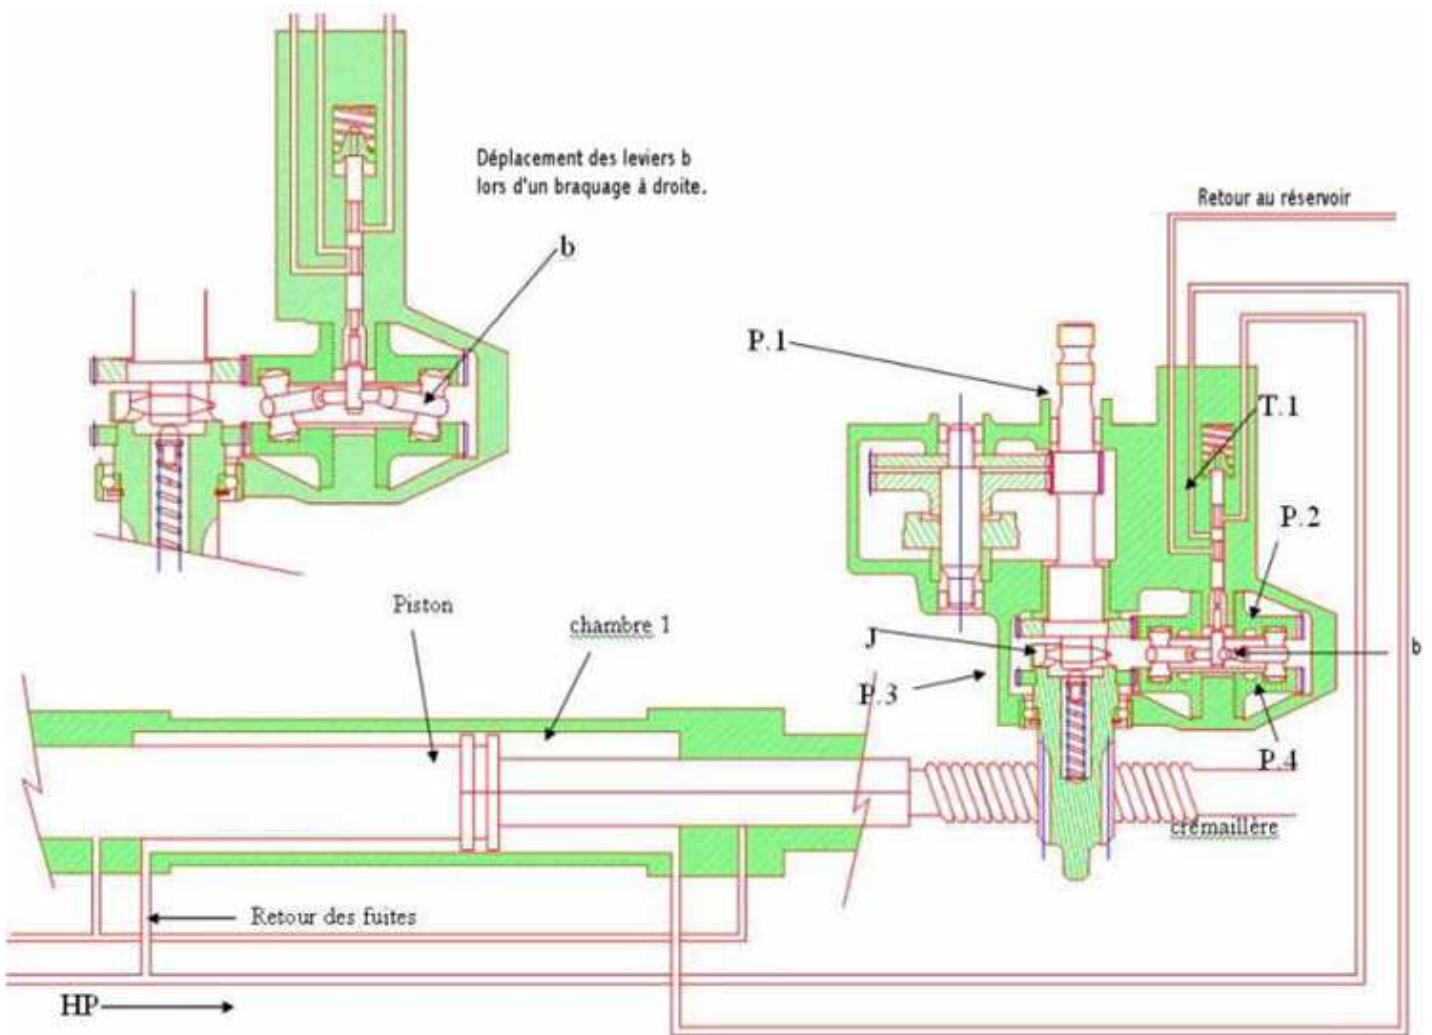 Déplacement des leviers b
lors d'un braquage à droite.
b
Retour au réservoir
P.1
T.1
P.2
J
b
P.3
P.4
Piston
chambre 1
crémaillère
Retour des fuites
HP